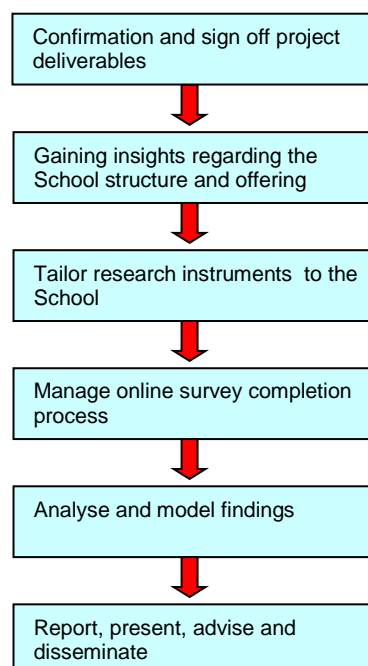 Confirmation and sign off project
deliverables
Gaining insights regarding the
School structure and offering
Tailor research instruments to the
School
Manage online survey completion
process
Analyse and model findings
Report, present, advise and
disseminate